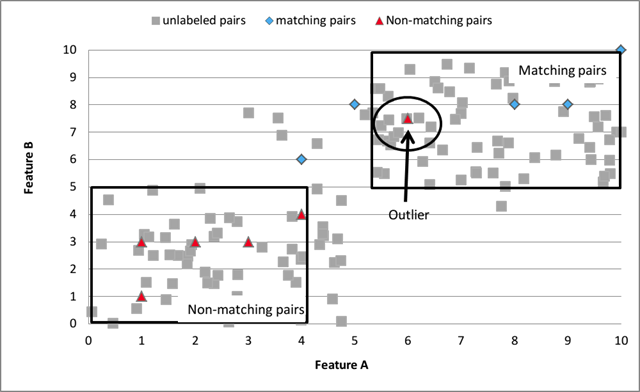 unlabeled pairs matching pairs Non-matching pairs
10
9
8
7
6
5
4
3
2
1
0
Feature B
Matching pairs
Outlier
Non-matching pairs
0 1 2 3 4 5 6 7 8 9 10
Feature A